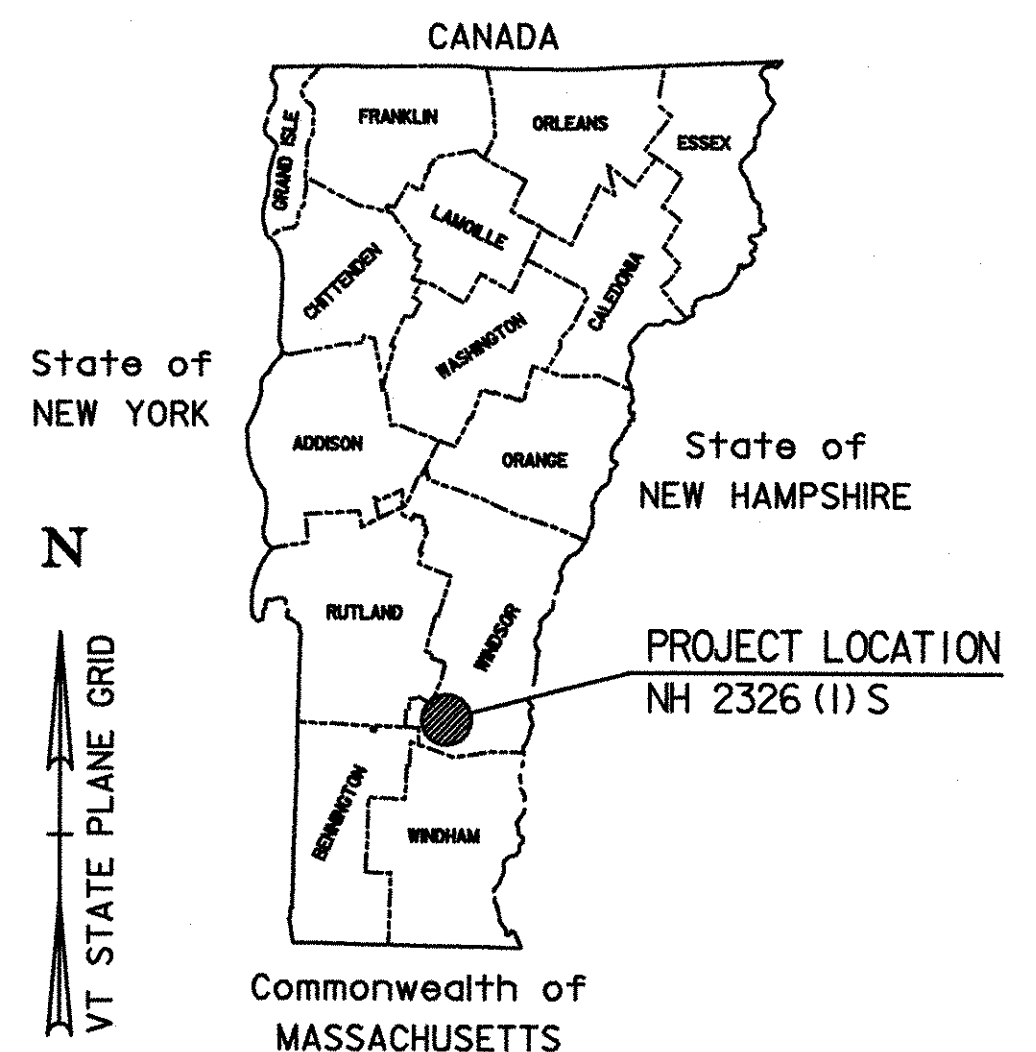 CANADA
FRANKLIN
ORLEANS
ESSEX
GRAND ISLE
LAMOILLE
CHITTENDEN
CALEDONIA
WASHINGTON
State of
NEW YORK
ADDISON
ORANGE
State of
NEW HAMPSHIRE
N
RUTLAND
WINDSOR
PROJECT LOCATION
NH 2326 (1) S
VT STATE PLANE GRID
BENNINGTON
WINDHAM
Commonwealth of
MASSACHUSETTS